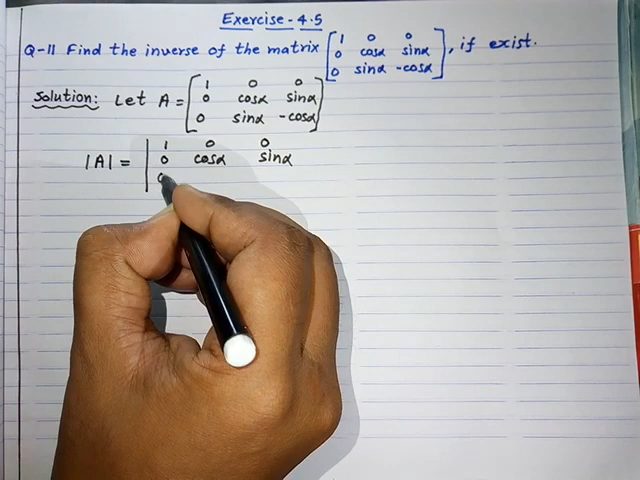 Exercise-4.5
Q-11 Find the inverse of the matrix [1 0 0
0 cosα sinα
0 sinα -cosα], if exist.
Solution: Let A = [1 0 0
0 cosα sinα
0 sinα -cosα]
|A| = | 1 0 0
0 cosα sinα
0